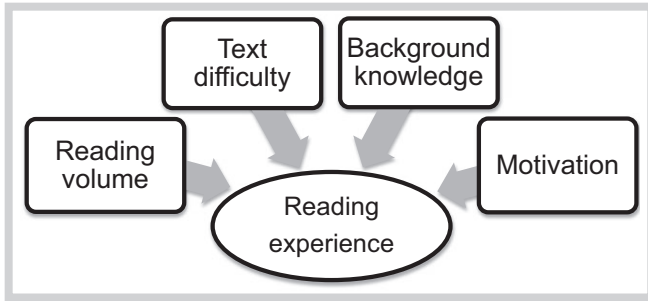 Text
difficulty
Background
knowledge
Reading
volume
Motivation
Reading
experience